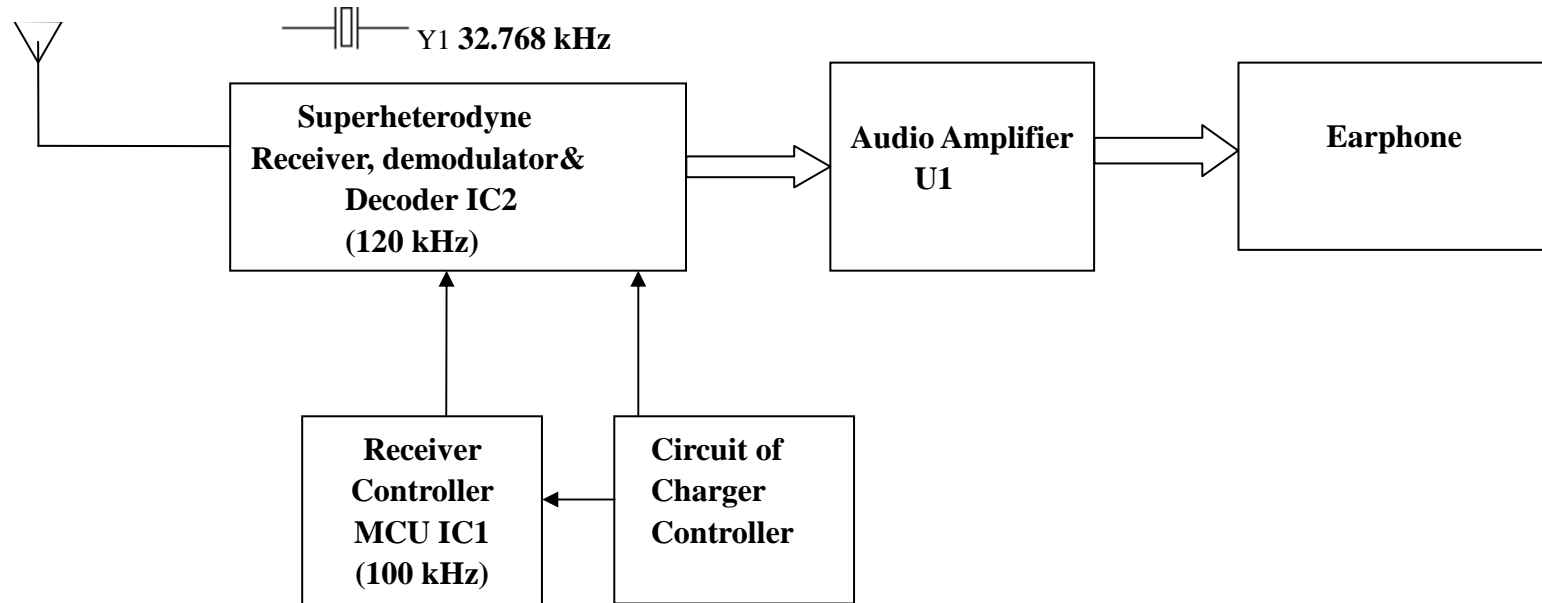 Y1 32.768 kHz
Superheterodyne
Receiver, demodulator&
Decoder IC2
(120 kHz)
Audio Amplifier
U1
Earphone
Receiver
Controller
MCU IC1
(100 kHz)
Circuit of
Charger
Controller